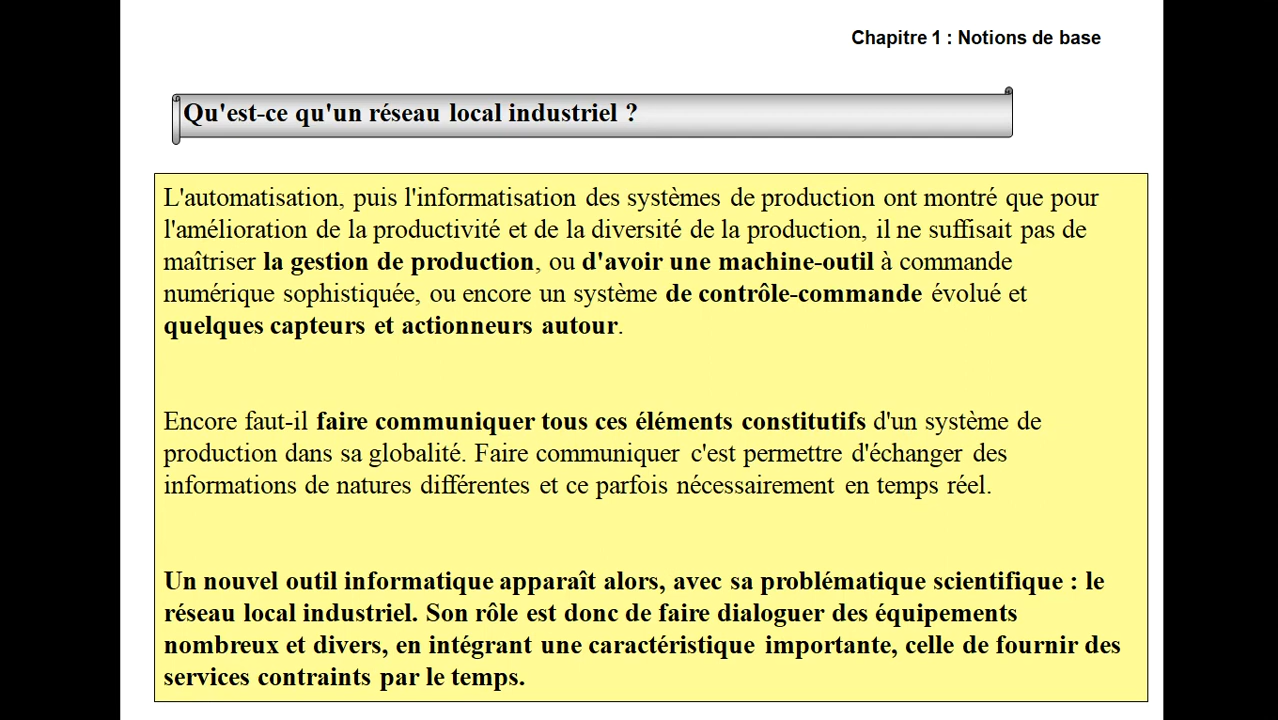 Chapitre 1 : Notions de base
Qu'est-ce qu'un réseau local industriel ?
L'automatisation, puis l'informatisation des systèmes de production ont montré que pour
l'amélioration de la productivité et de la diversité de la production, il ne suffisait pas de
maîtriser la gestion de production, ou d'avoir une machine-outil à commande
numérique sophistiquée, ou encore un système de contrôle-commande évolué et
quelques capteurs et actionneurs autour.
Encore faut-il faire communiquer tous ces éléments constitutifs d'un système de
production dans sa globalité. Faire communiquer c'est permettre d'échanger des
informations de natures différentes et ce parfois nécessairement en temps réel.
Un nouvel outil informatique apparaît alors, avec sa problématique scientifique : le
réseau local industriel. Son rôle est donc de faire dialoguer des équipements
nombreux et divers, en intégrant une caractéristique importante, celle de fournir des
services contraints par le temps.